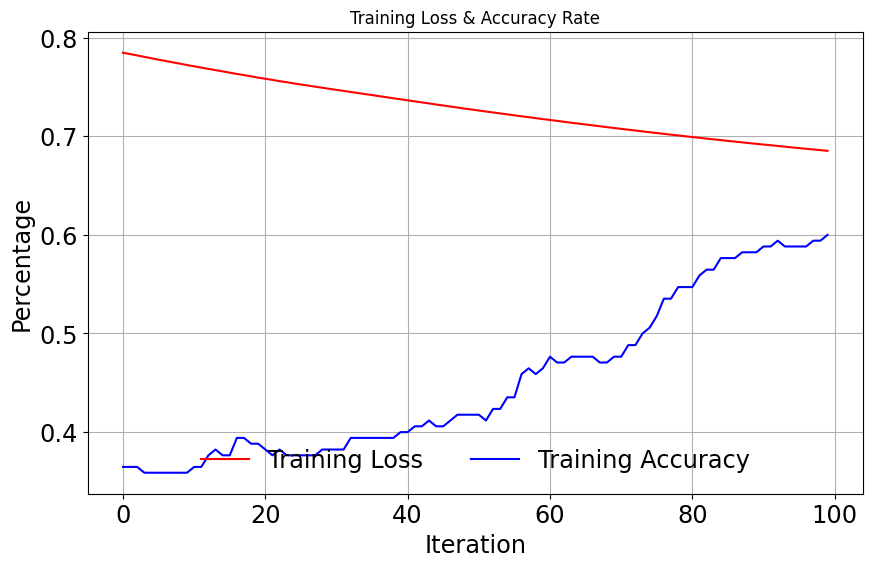 Training Loss & Accuracy Rate
0.8
0.7
0.6
0.5
0.4
Percentage
Training Loss Training Accuracy
0 20 40 60 80 100
Iteration